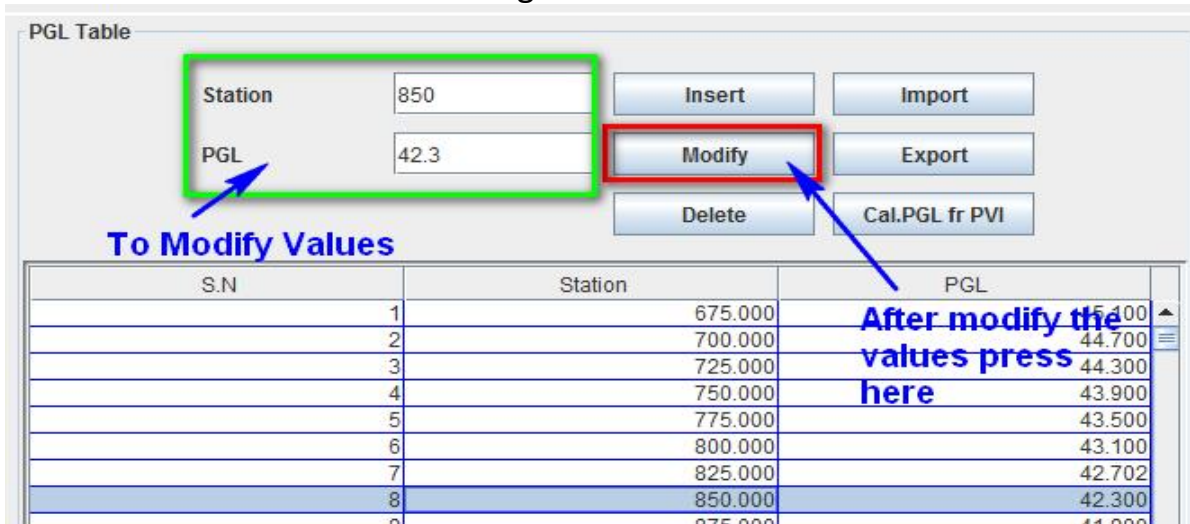 PGL Table
Station 850 Insert Import
PGL 42.3 Modify Export
Delete Cal.PGL fr PVI
To Modify Values
S.N Station PGL
1 675.000 45.100
2 700.000 44.700
3 725.000 44.300
4 750.000 43.900
5 775.000 43.500
6 800.000 43.100
7 825.000 42.702
8 850.000 42.300
After modify the
values press
here